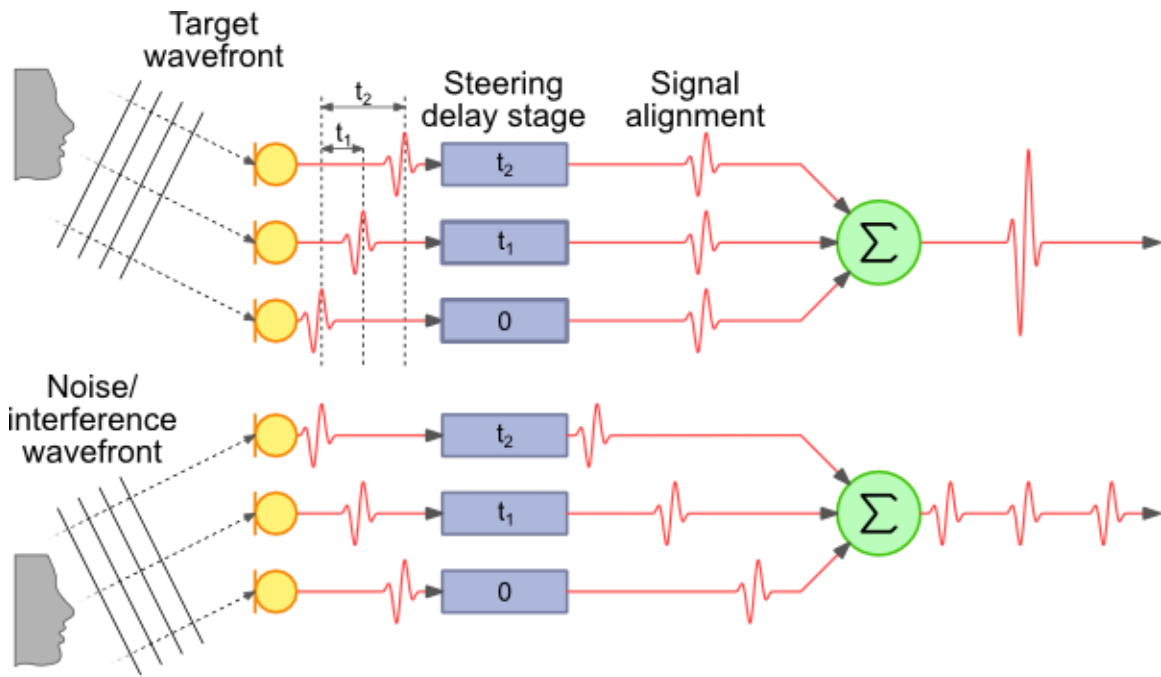 Target
wavefront
t₂
t₁
Steering
delay stage
Signal
alignment
t₂
t₁
0
Σ
Noise/
interference
wavefront
t₂
t₁
0
Σ